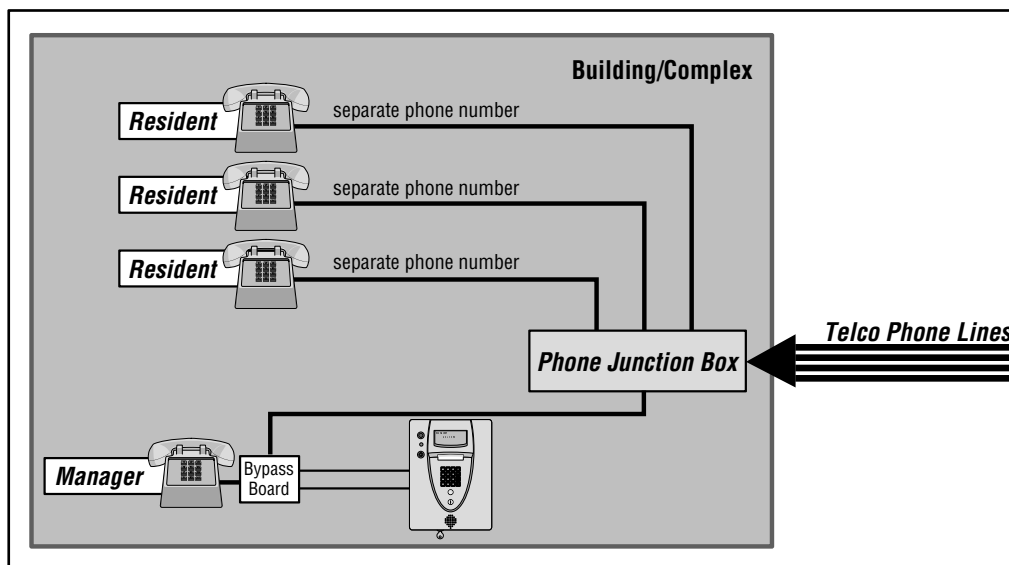 Building/Complex
Resident
separate phone number
Resident
separate phone number
Resident
separate phone number
Telco Phone Lines
Phone Junction Box
Manager
Bypass
Board